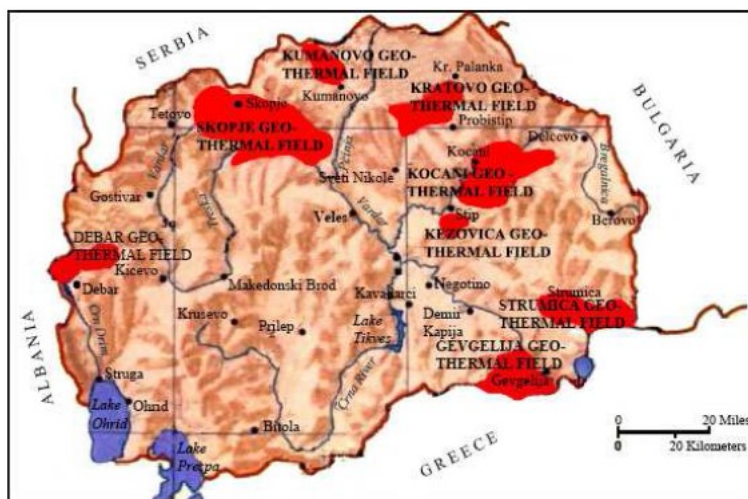 SERBIA
KUMANOVO GEO-
THERMAL FIELD
Kumanovo
Kr. Palanka
KRATOVO GEO-
THERMAL FIELD
Probistip
BULGARIA
Skopje
SKOPJE GEO-
THERMAL FIELD
Tetovo
Vardar
Pcinia
Delcevo
Kocani
KOCANI GEO-
THERMAL FIELD
Bregalnica
Sveti Nikole
Gostivar
Treska
Veles
Vardar
Stip
Berovo
KEZOVICA GEO-
THERMAL FIELD
DEBAR GEO-
THERMAL FIELD
Kicevo
Debar
Makedonski Brod
Negotino
Kavadarci
Strumica
STRUMICA GEO-
THERMAL FIELD
Demir
Kapija
Krusevo
Prilep
Lake
Tikves
Crn Drim
ALBANIA
GEVGELIJA GEO-
THERMAL FIELD
Gevgelija
Struga
Crna River
Lake
Ohrid
Ohrid
Bitola
Lake
Prespa
GREECE
0 20 Miles
0 20 Kilometers